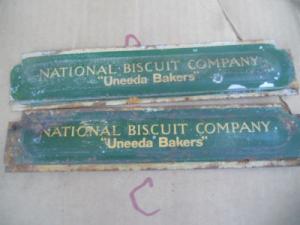 NATIONAL BISCUIT COMPANY
"Uneeda Bakers"
NATIONAL BISCUIT COMPANY
"Uneeda Bakers"
C